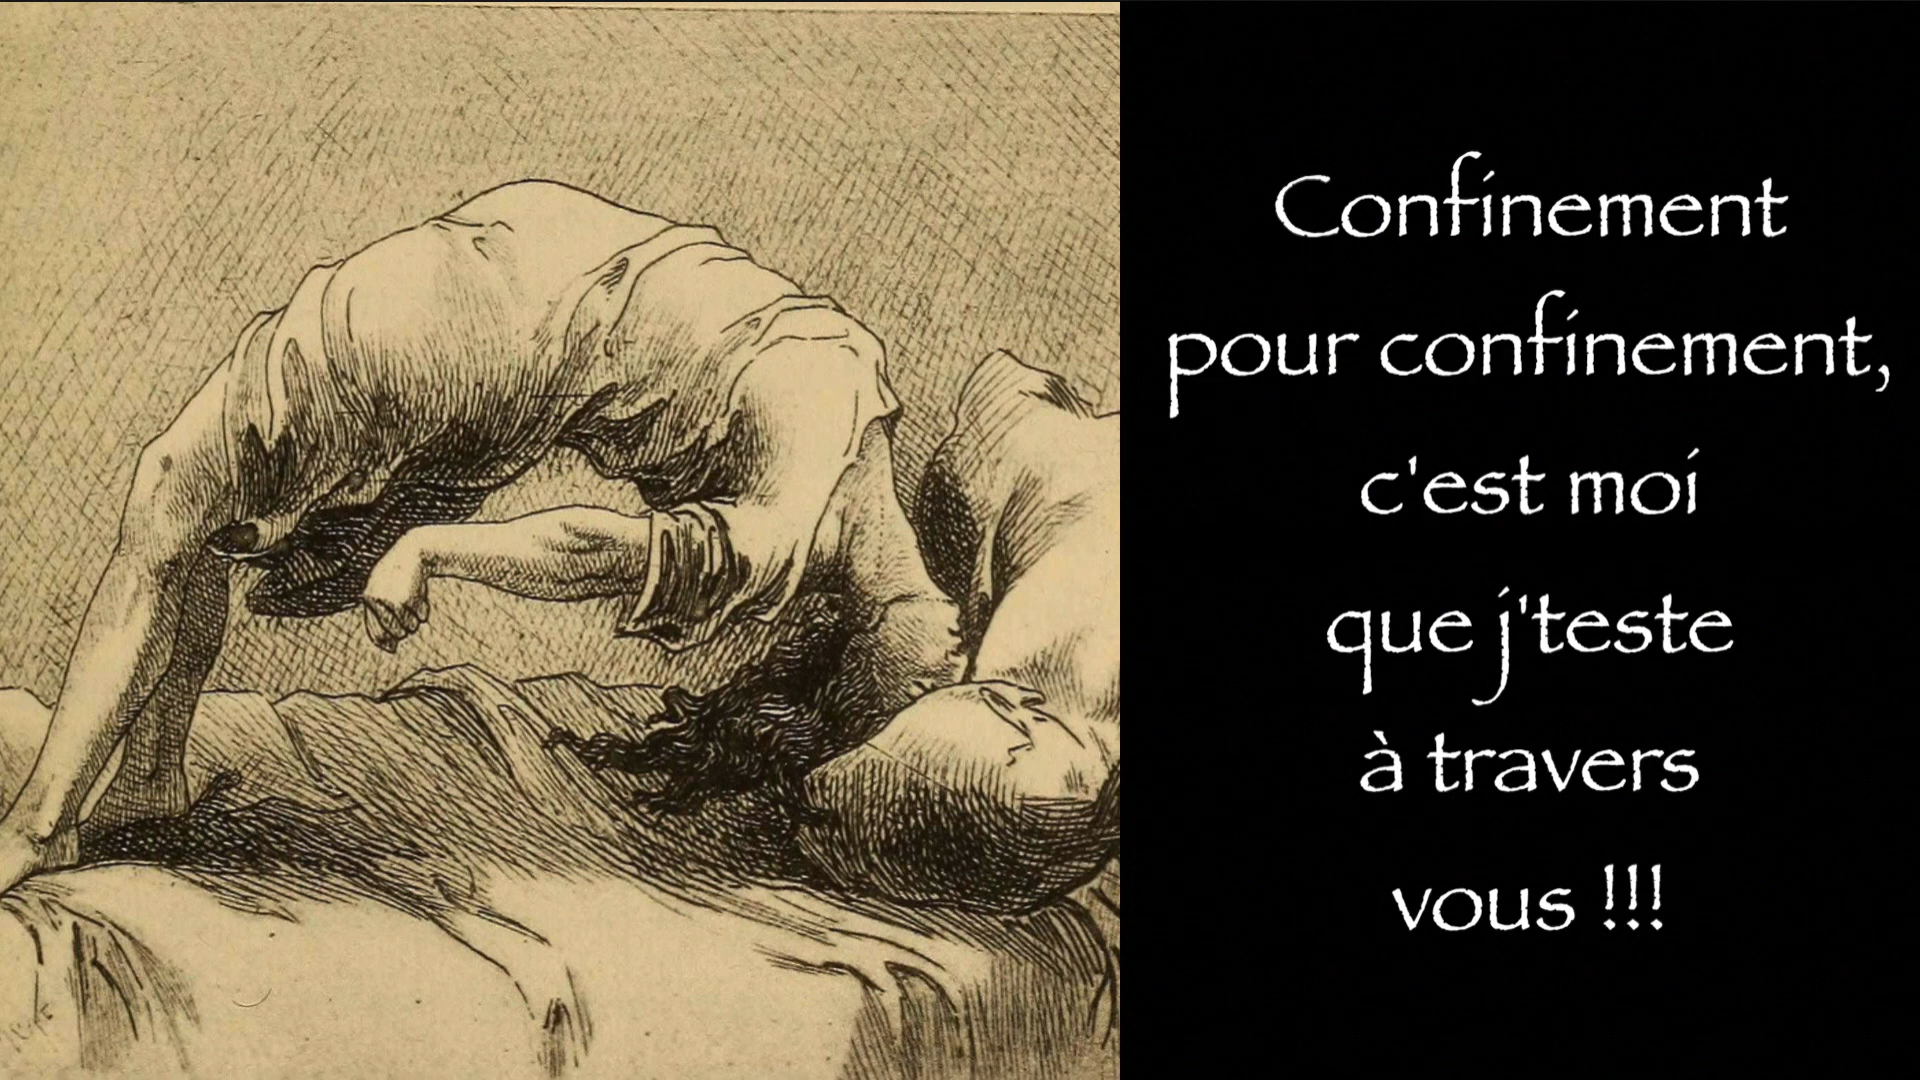 Confinement
pour confinement,
c'est moi
que j'teste
à travers
vous !!!